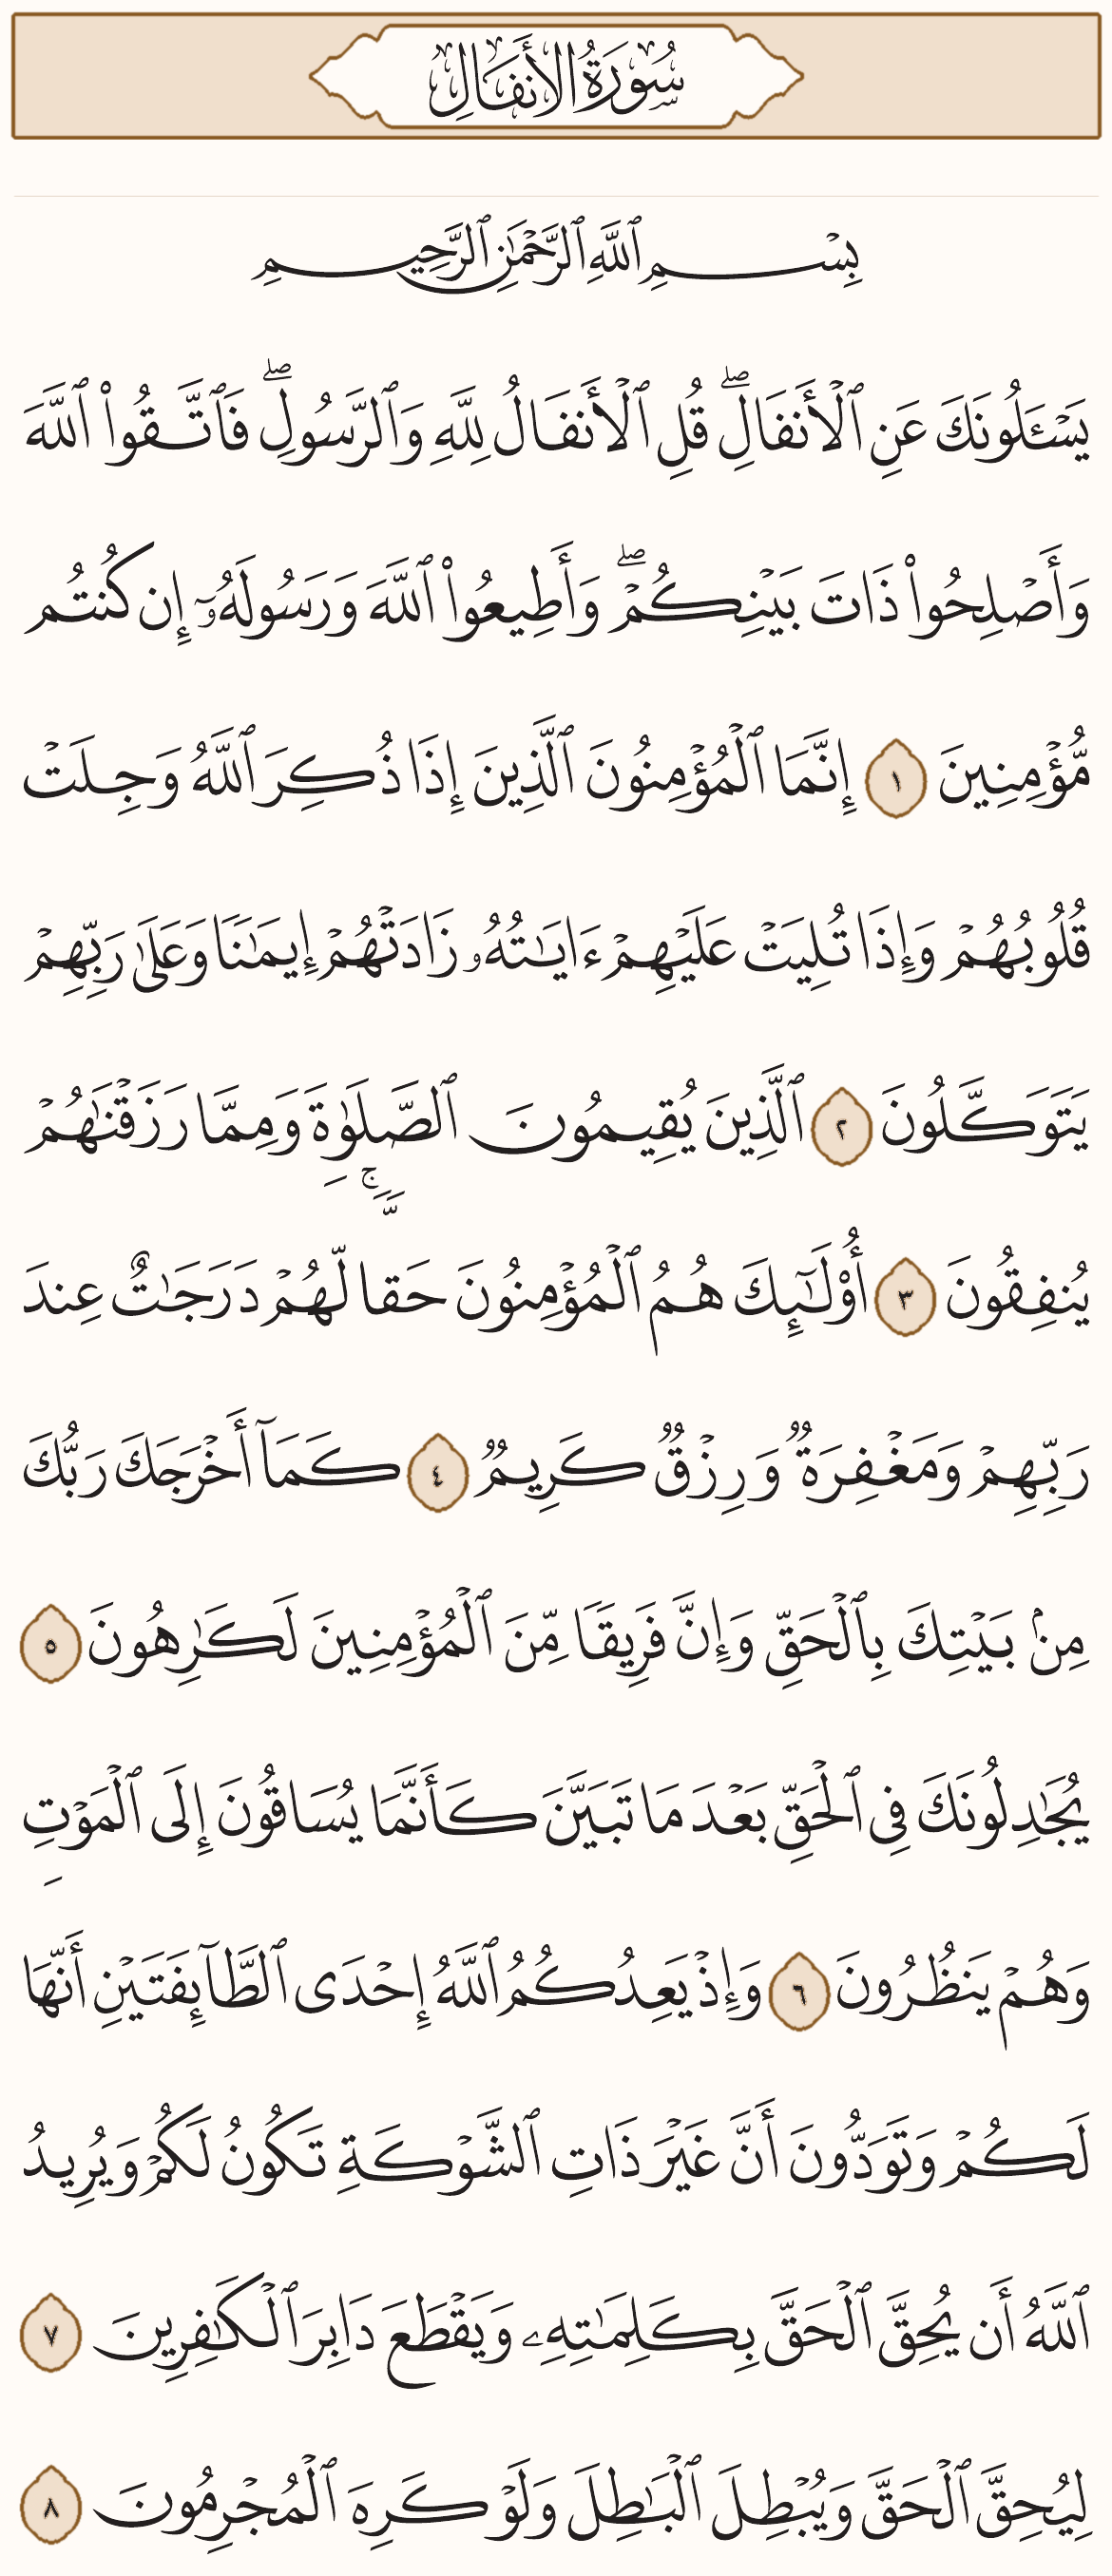 سُورَةُ الأَنفَالِ
بِسْمِ ٱللَّهِ ٱلرَّحْمَٰنِ ٱلرَّحِيمِ
يَسْـَٔلُونَكَ عَنِ ٱلْأَنفَالِۖ قُلِ ٱلْأَنفَالُ لِلَّهِ وَٱلرَّسُولِۖ فَٱتَّقُوا۟ ٱللَّهَ
وَأَصْلِحُوا۟ ذَاتَ بَيْنِكُمْۖ وَأَطِيعُوا۟ ٱللَّهَ وَرَسُولَهُۥٓ إِن كُنتُم
مُّؤْمِنِينَ ١ إِنَّمَا ٱلْمُؤْمِنُونَ ٱلَّذِينَ إِذَا ذُكِرَ ٱللَّهُ وَجِلَتْ
قُلُوبُهُمْ وَإِذَا تُلِيَتْ عَلَيْهِمْ ءَايَـٰتُهُۥ زَادَتْهُمْ إِيمَـٰنًا وَعَلَىٰ رَبِّهِمْ
يَتَوَكَّلُونَ ٢ ٱلَّذِينَ يُقِيمُونَ ٱلصَّلَوٰةَ وَمِمَّا رَزَقْنَـٰهُمْ
يُنفِقُونَ ٣ أُو۟لَـٰٓئِكَ هُمُ ٱلْمُؤْمِنُونَ حَقا لَّهُمْ دَرَجَـٰتٌ عِندَ
رَبِّهِمْ وَمَغْفِرَةٌ وَرِزْقٌ كَرِيمٌ ٤ كَمَآ أَخْرَجَكَ رَبُّكَ
مِنۢ بَيْتِكَ بِٱلْحَقِّ وَإِنَّ فَرِيقًا مِّنَ ٱلْمُؤْمِنِينَ لَكَـٰرِهُونَ ٥
يُجَـٰدِلُونَكَ فِى ٱلْحَقِّ بَعْدَ مَا تَبَيَّنَ كَأَنَّمَا يُسَاقُونَ إِلَى ٱلْمَوْتِ
وَهُمْ يَنظُرُونَ ٦ وَإِذْ يَعِدُكُمُ ٱللَّهُ إِحْدَى ٱلطَّآئِفَتَيْنِ أَنَّهَا
لَكُمْ وَتَوَدُّونَ أَنَّ غَيْرَ ذَاتِ ٱلشَّوْكَةِ تَكُونُ لَكُمْ وَيُرِيدُ
ٱللَّهُ أَن يُحِقَّ ٱلْحَقَّ بِكَلِمَـٰتِهِۦ وَيَقْطَعَ دَابِرَ ٱلْكَـٰفِرِينَ ٧
لِيُحِقَّ ٱلْحَقَّ وَيُبْطِلَ ٱلْبَـٰطِلَ وَلَوْ كَرِهَ ٱلْمُجْرِمُونَ ٨